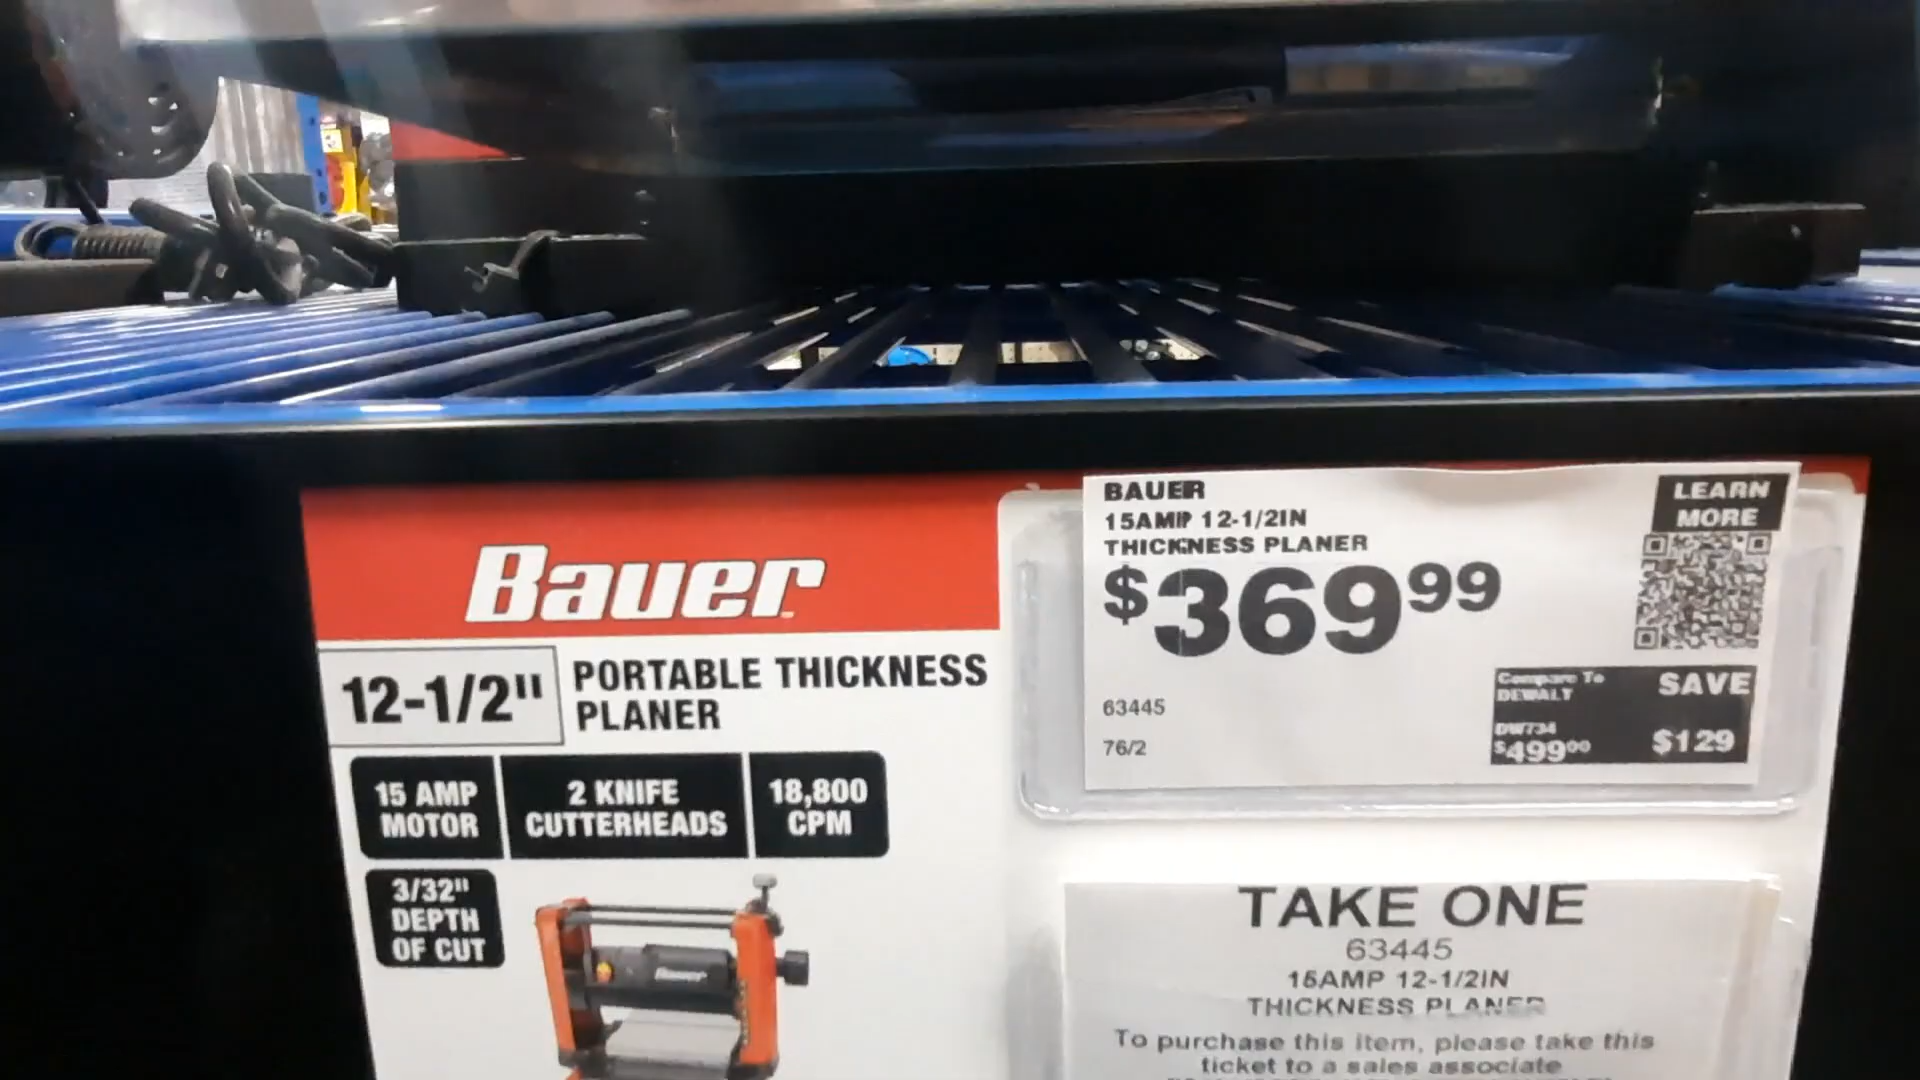 Bauer
12-1/2"
PORTABLE THICKNESS
PLANER
15 AMP
MOTOR
2 KNIFE
CUTTERHEADS
18,800
CPM
3/32"
DEPTH
OF CUT
Bauer
BAUER
15AMP 12-1/2IN
THICKNESS PLANER
$369 99
LEARN
MORE
63445
76/2
Compare To
DEWALT
DW734
$499 00
SAVE
$129
TAKE ONE
63445
15AMP 12-1/2IN
THICKNESS PLANER
To purchase this item, please take this
ticket to a sales associate